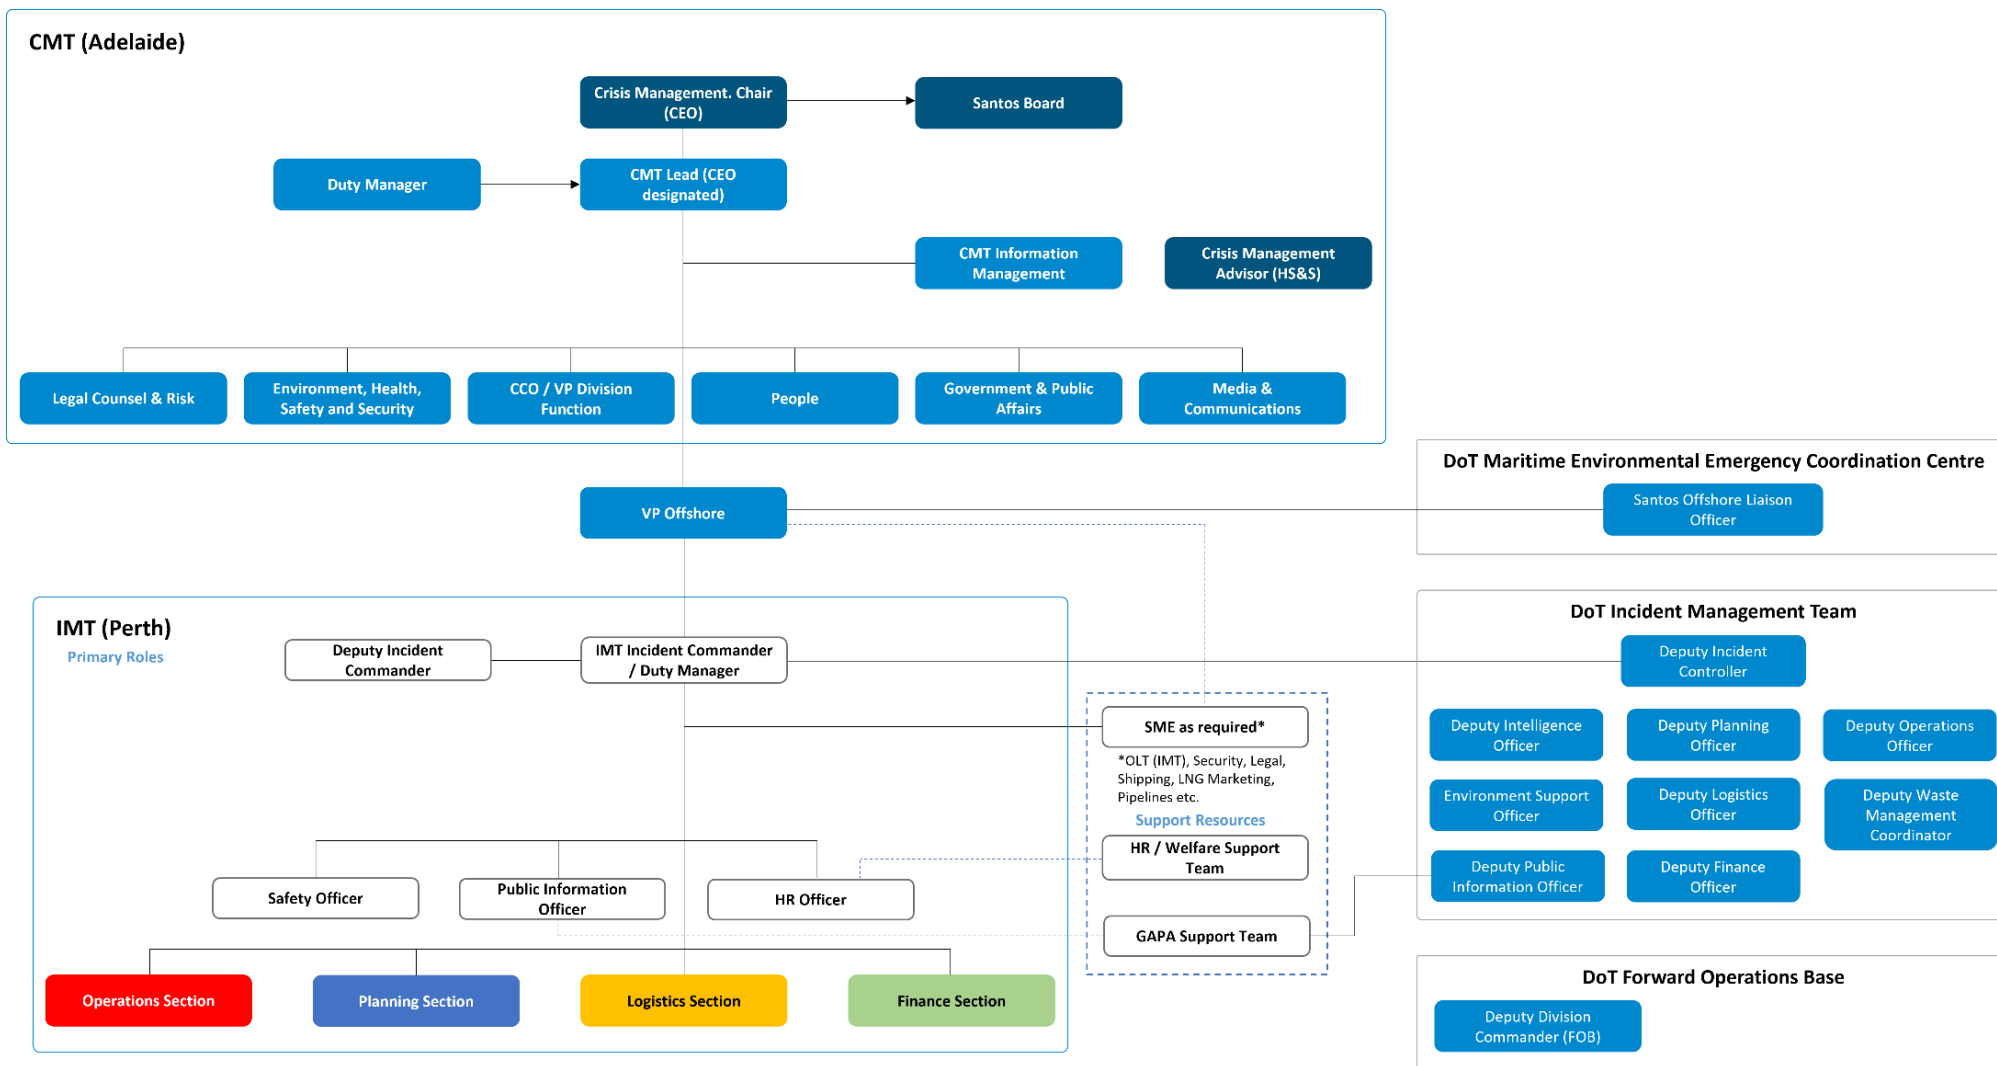 CMT (Adelaide)
Crisis Management. Chair
(CEO)
Santos Board
Duty Manager
CMT Lead (CEO
designated)
CMT Information
Management
Crisis Management
Advisor (HS&S)
Legal Counsel & Risk
Environment, Health,
Safety and Security
CCO / VP Division
Function
People
Government & Public
Affairs
Media &
Communications
DoT Maritime Environmental Emergency Coordination Centre
Santos Offshore Liaison
Officer
VP Offshore
IMT (Perth)
Primary Roles
Deputy Incident
Commander
IMT Incident Commander
/ Duty Manager
SME as required*
*OLT (IMT), Security, Legal,
Shipping, LNG Marketing,
Pipelines etc.
Support Resources
HR / Welfare Support
Team
GAPA Support Team
Safety Officer
Public Information
Officer
HR Officer
Operations Section
Planning Section
Logistics Section
Finance Section
DoT Incident Management Team
Deputy Incident
Controller
Deputy Intelligence
Officer
Deputy Planning
Officer
Deputy Operations
Officer
Environment Support
Officer
Deputy Logistics
Officer
Deputy Waste
Management
Coordinator
Deputy Public
Information Officer
Deputy Finance
Officer
DoT Forward Operations Base
Deputy Division
Commander (FOB)